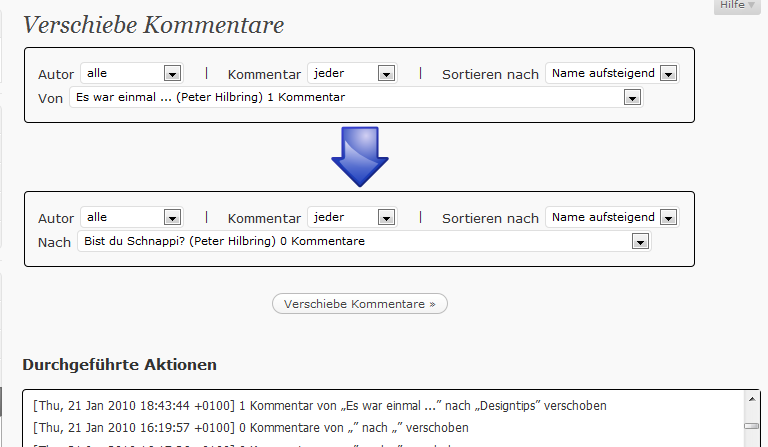 Hilfe
Verschiebe Kommentare
Autor alle | Kommentar jeder | Sortieren nach Name aufsteigend
Von Es war einmal ... (Peter Hilbring) 1 Kommentar
Autor alle | Kommentar jeder | Sortieren nach Name aufsteigend
Nach Bist du Schnappi? (Peter Hilbring) 0 Kommentare
Verschiebe Kommentare »
Durchgeführte Aktionen
[Thu, 21 Jan 2010 18:43:44 +0100] 1 Kommentar von „Es war einmal ...” nach „Designtips” verschoben
[Thu, 21 Jan 2010 16:19:57 +0100] 0 Kommentare von „” nach „” verschoben